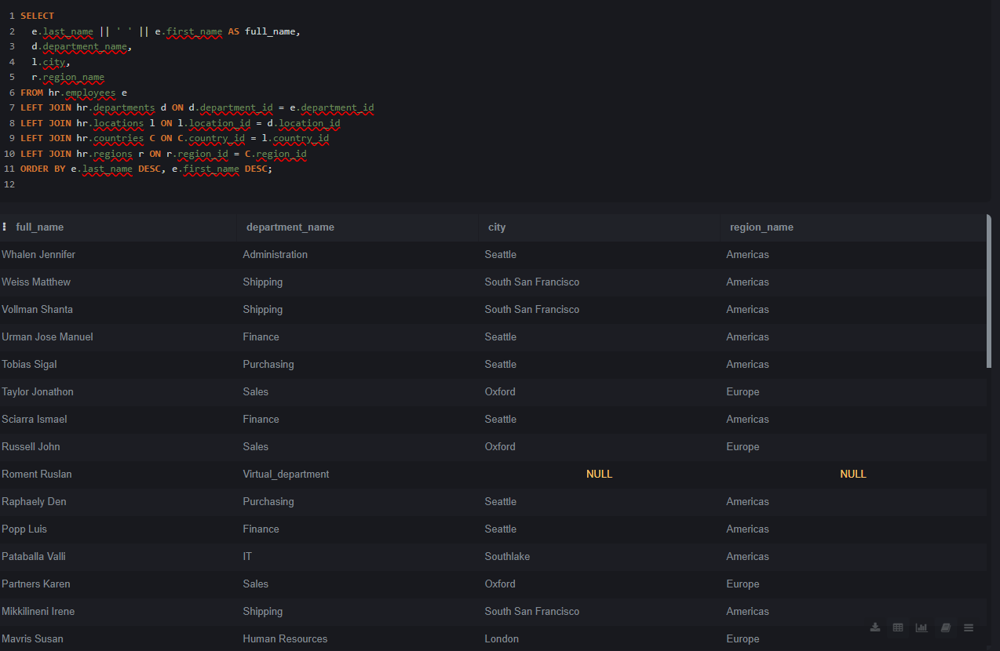 1 SELECT
2 e.last_name || ' ' || e.first_name AS full_name,
3 d.department_name,
4 l.city,
5 r.region_name
6 FROM hr.employees e
7 LEFT JOIN hr.departments d ON d.department_id = e.department_id
8 LEFT JOIN hr.locations l ON l.location_id = d.location_id
9 LEFT JOIN hr.countries C ON C.country_id = l.country_id
10 LEFT JOIN hr.regions r ON r.region_id = C.region_id
11 ORDER BY e.last_name DESC, e.first_name DESC;
12
full_name department_name city region_name
Whalen Jennifer Administration Seattle Americas
Weiss Matthew Shipping South San Francisco Americas
Vollman Shanta Shipping South San Francisco Americas
Urman Jose Manuel Finance Seattle Americas
Tobias Sigal Purchasing Seattle Americas
Taylor Jonathon Sales Oxford Europe
Sciarra Ismael Finance Seattle Americas
Russell John Sales Oxford Europe
Roment Ruslan Virtual_department NULL NULL
Raphaely Den Purchasing Seattle Americas
Popp Luis Finance Seattle Americas
Pataballa Valli IT Southlake Americas
Partners Karen Sales Oxford Europe
Mikkilineni Irene Shipping South San Francisco Americas
Mavris Susan Human Resources London Europe